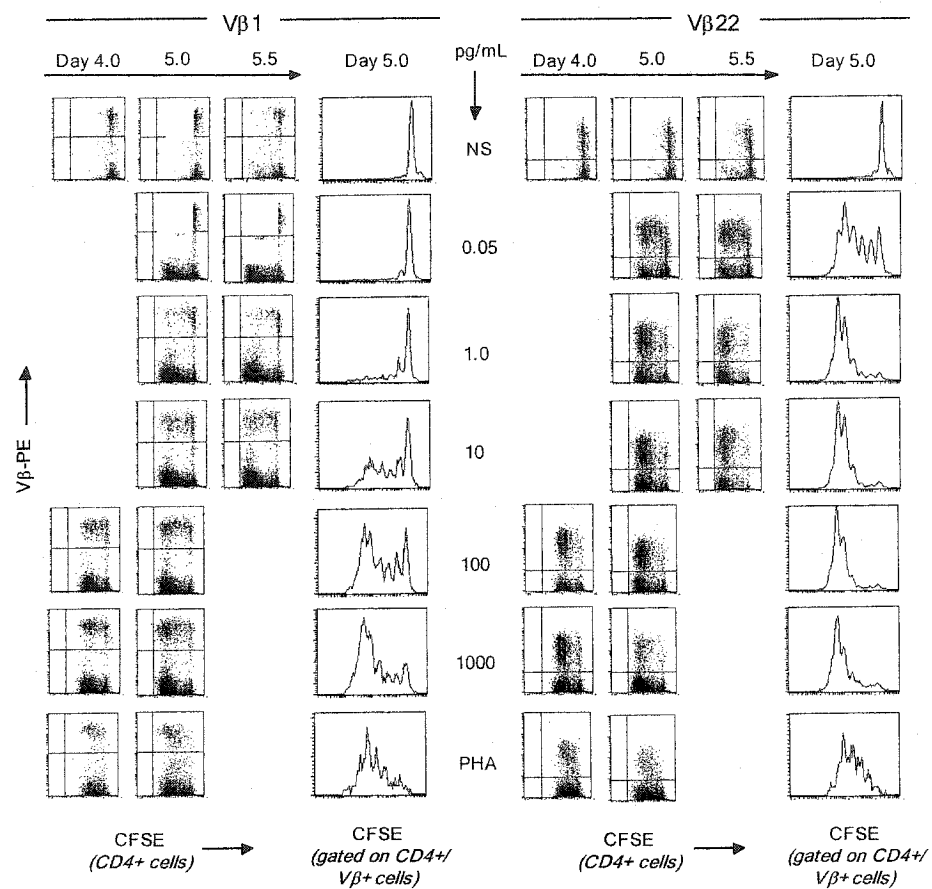 Vβ1 Vβ22
Day 4.0 5.0 5.5 Day 5.0 pg/mL Day 4.0 5.0 5.5 Day 5.0
NS
0.05
1.0
10
100
1000
PHA
Vβ-PE
CFSE
(CD4+ cells)
CFSE
(gated on CD4+/
Vβ+ cells)
CFSE
(CD4+ cells)
CFSE
(gated on CD4+/
Vβ+ cells)